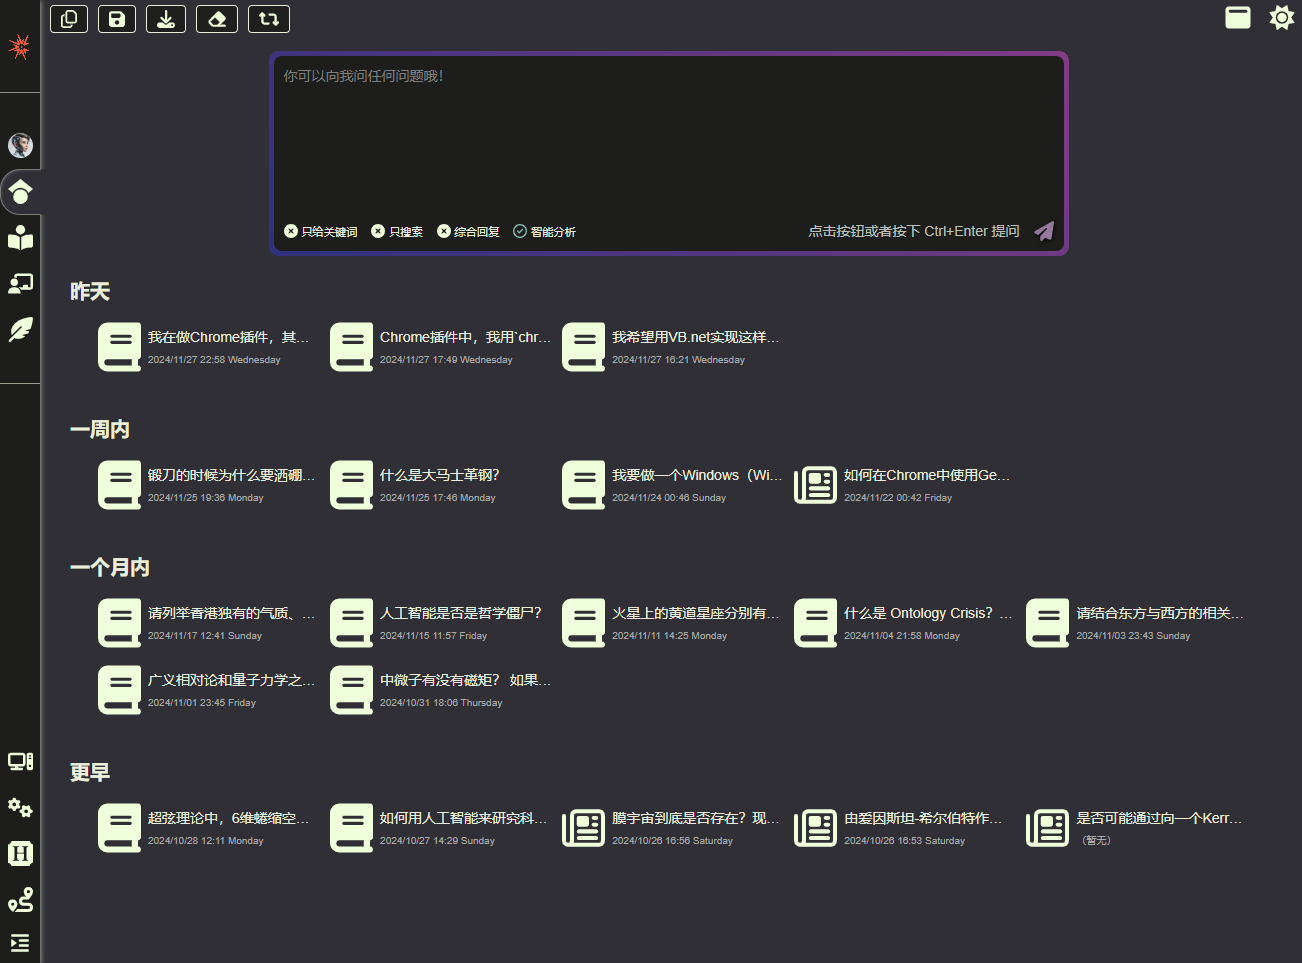 你可以向我问任何问题哦!
只给关键词 只搜索 综合回复 智能分析 点击按钮或者按下 Ctrl+Enter 提问
昨天
我在做Chrome插件，其... Chrome插件中，我用`chr... 我希望用VB.net实现这样...
2024/11/27 22:58 Wednesday 2024/11/27 17:49 Wednesday 2024/11/27 16:21 Wednesday
一周内
锻刀的时候为什么要洒硼... 什么是大马士革钢? 我要做一个Windows（Wi... 如何在Chrome中使用Ge...
2024/11/25 19:36 Monday 2024/11/25 17:46 Monday 2024/11/24 00:46 Sunday 2024/11/22 00:42 Friday
一个月内
请列举香港独有的气质、... 人工智能是否是哲学僵尸? 火星上的黄道星座分别有... 什么是 Ontology Crisis？... 请结合东方与西方的相关...
2024/11/17 12:41 Sunday 2024/11/15 11:57 Friday 2024/11/11 14:25 Monday 2024/11/04 21:58 Monday 2024/11/03 23:43 Sunday
广义相对论和量子力学之... 中微子有没有磁矩？ 如果...
2024/11/01 23:45 Friday 2024/10/31 18:06 Thursday
更早
超弦理论中，6维蜷缩空... 如何用人工智能来研究科... 膜宇宙到底是否存在？现... 由爱因斯坦-希尔伯特作... 是否可能通过向一个Kerr...
2024/10/28 12:11 Monday 2024/10/27 14:29 Sunday 2024/10/26 16:56 Saturday 2024/10/26 16:53 Saturday （暂无）
H